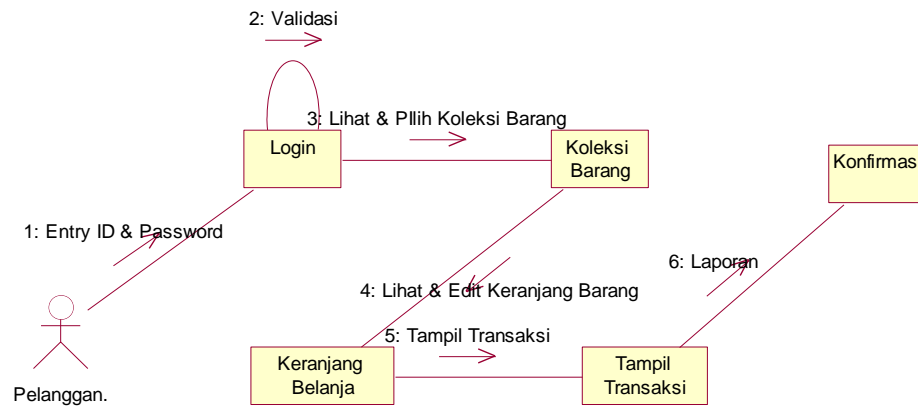 2: Validasi
3: Lihat & PIlih Koleksi Barang
Login
Koleksi
Barang
Konfirmas
1: Entry ID & Password
6: Laporan
4: Lihat & Edit Keranjang Barang
5: Tampil Transaksi
Keranjang
Belanja
Tampil
Transaksi
Pelanggan.